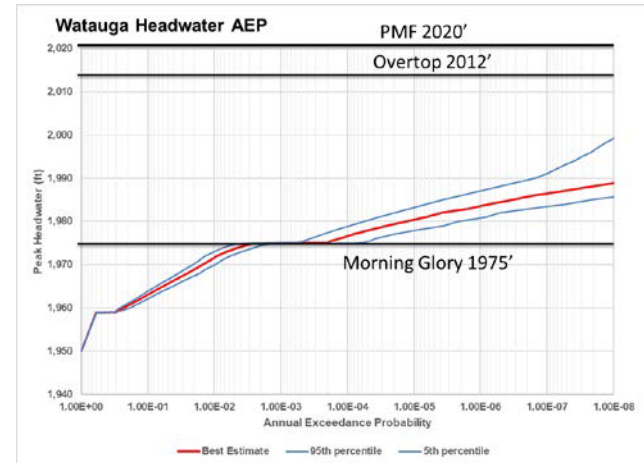 Watauga Headwater AEP
PMF 2020'
Overtop 2012'
Morning Glory 1975'
Peak Headwater (ft)
2,020
2,010
2,000
1,990
1,980
1,970
1,960
1,950
1,940
1.00E+00 1.00E-01 1.00E-02 1.00E-03 1.00E-04 1.00E-05 1.00E-06 1.00E-07 1.00E-08
Annual Exceedance Probability
Best Estimate 95th percentile 5th percentile